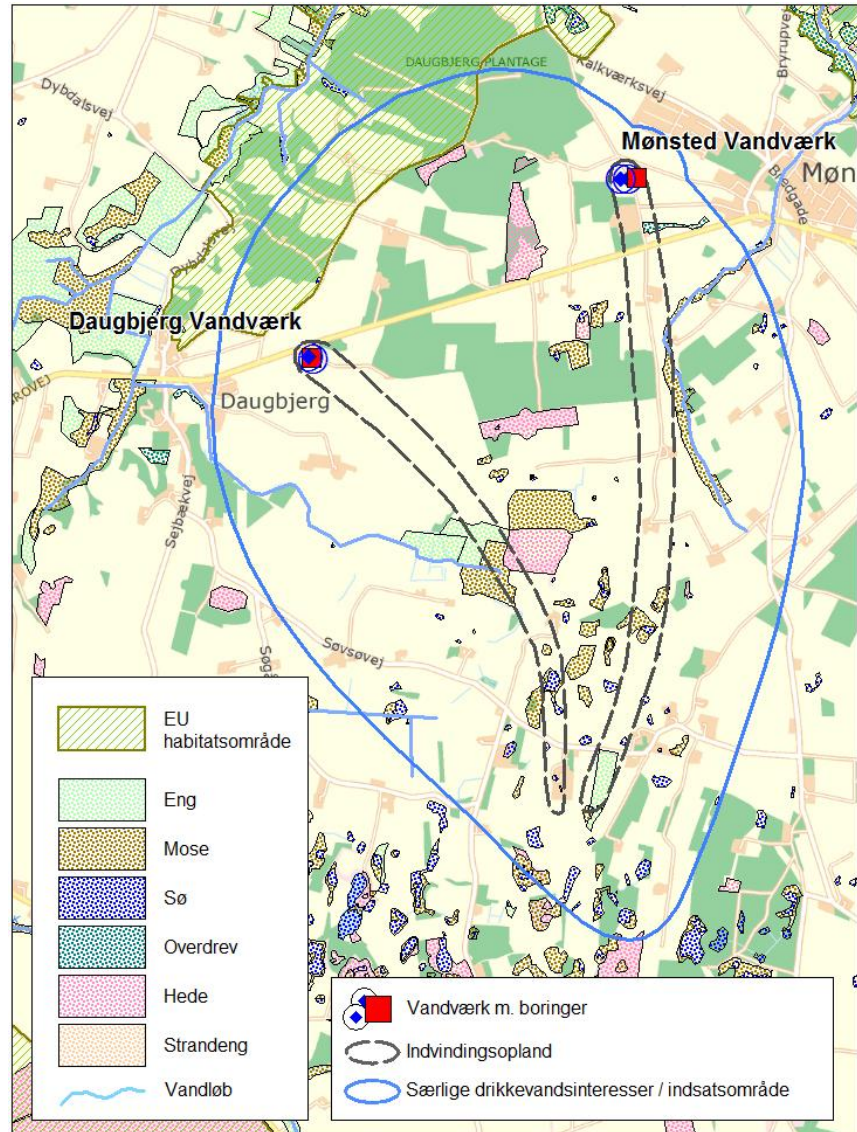 DAUGBJERG PLANTAGE
Kalkværksvej
Bryrupvej
Dybdalsvej
Mønsted Vandværk
Møn
Bredgade
Dybdalsvej
Daugbjerg Vandværk
ROVEJ
Daugbjerg
Sejbækvej
Søvsøvej
Søg
EU
habitatsområde
Eng
Mose
Sø
Overdrev
Hede
Strandeng
Vandløb
Vandværk m. boringer
Indvindingsopland
Særlige drikkevandsinteresser / indsatsområde